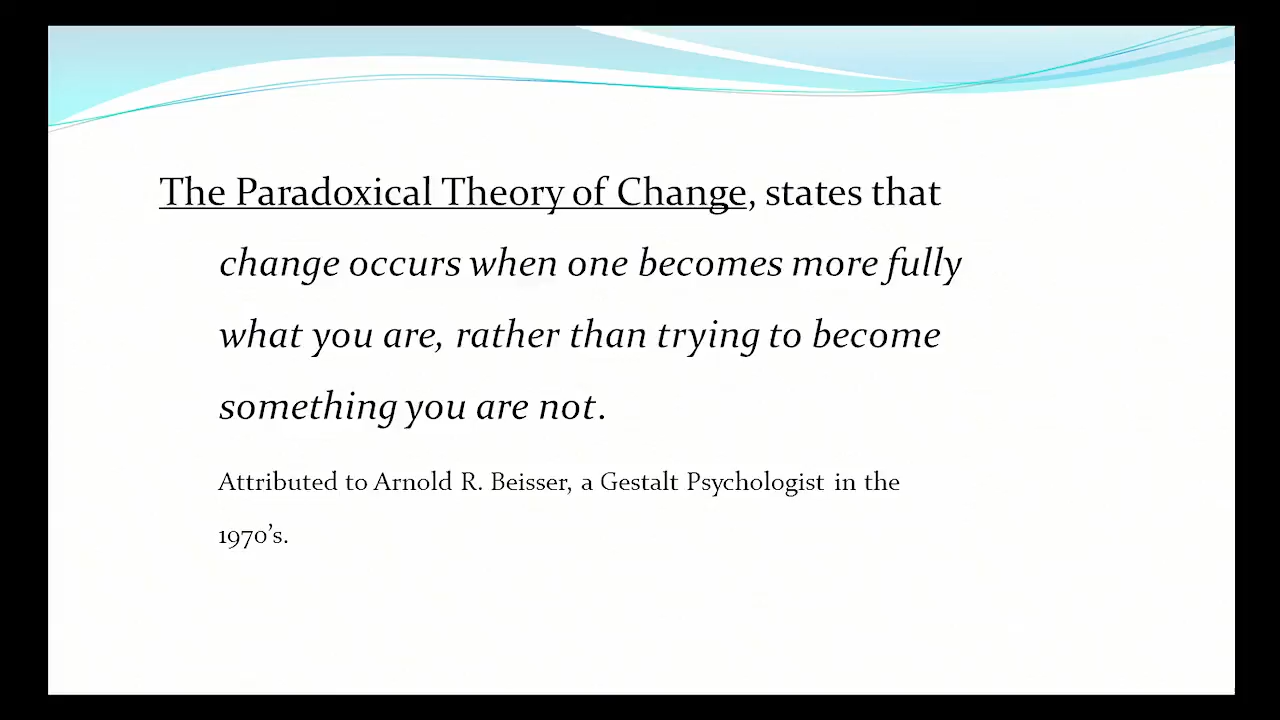 The Paradoxical Theory of Change, states that
change occurs when one becomes more fully
what you are, rather than trying to become
something you are not.
Attributed to Arnold R. Beisser, a Gestalt Psychologist in the
1970’s.